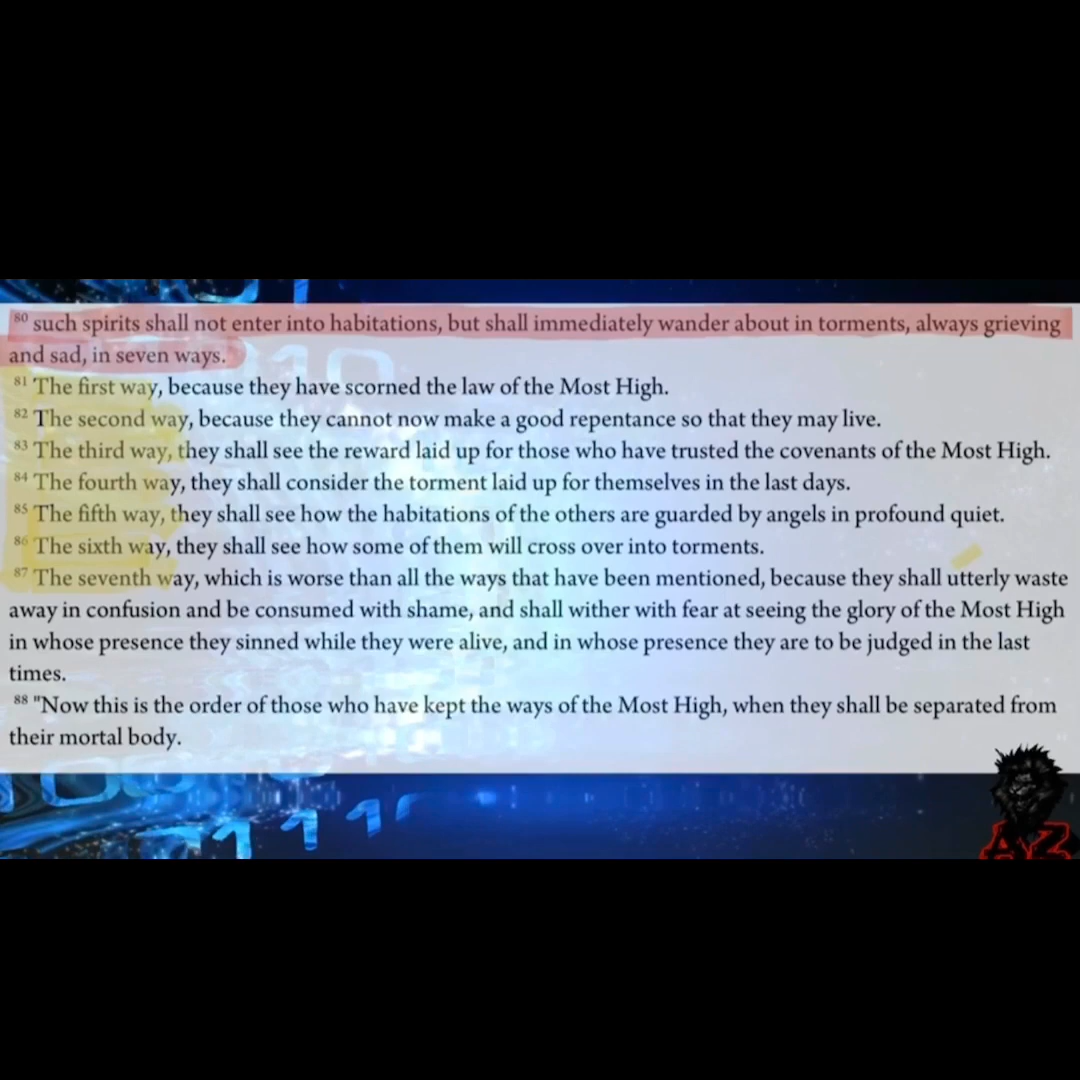 80 such spirits shall not enter into habitations, but shall immediately wander about in torments, always grieving
and sad, in seven ways.
81 The first way, because they have scorned the law of the Most High.
82 The second way, because they cannot now make a good repentance so that they may live.
83 The third way, they shall see the reward laid up for those who have trusted the covenants of the Most High.
84 The fourth way, they shall consider the torment laid up for themselves in the last days.
85 The fifth way, they shall see how the habitations of the others are guarded by angels in profound quiet.
86 The sixth way, they shall see how some of them will cross over into torments.
87 The seventh way, which is worse than all the ways that have been mentioned, because they shall utterly waste
away in confusion and be consumed with shame, and shall wither with fear at seeing the glory of the Most High
in whose presence they sinned while they were alive, and in whose presence they are to be judged in the last
times.
88 "Now this is the order of those who have kept the ways of the Most High, when they shall be separated from
their mortal body.
AZ